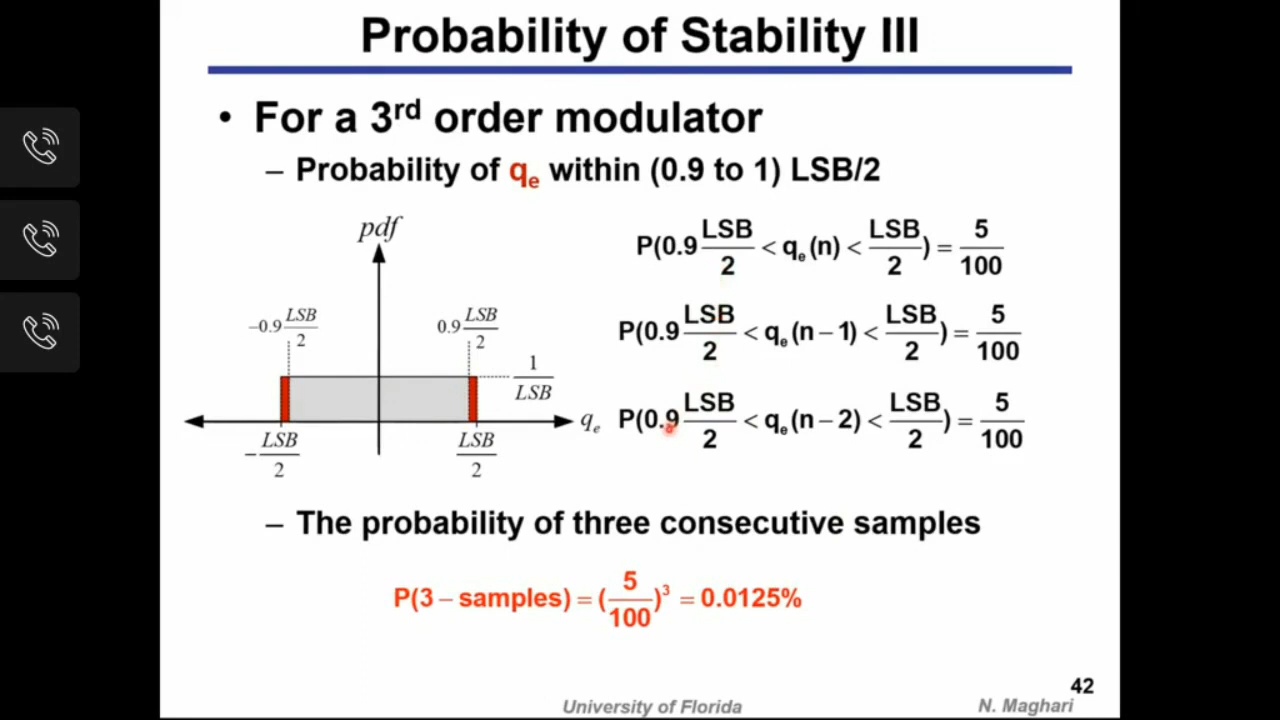 Probability of Stability III
• For a 3rd order modulator
– Probability of qe within (0.9 to 1) LSB/2
pdf
−0.9 LSB/2
0.9 LSB/2
1/LSB
qe
−LSB/2
LSB/2
P(0.9 LSB/2 < qe(n) < LSB/2) = 5/100
P(0.9 LSB/2 < qe(n−1) < LSB/2) = 5/100
P(0.9 LSB/2 < qe(n−2) < LSB/2) = 5/100
– The probability of three consecutive samples
P(3−samples) = (5/100)^3 = 0.0125%
42
University of Florida
N. Maghari